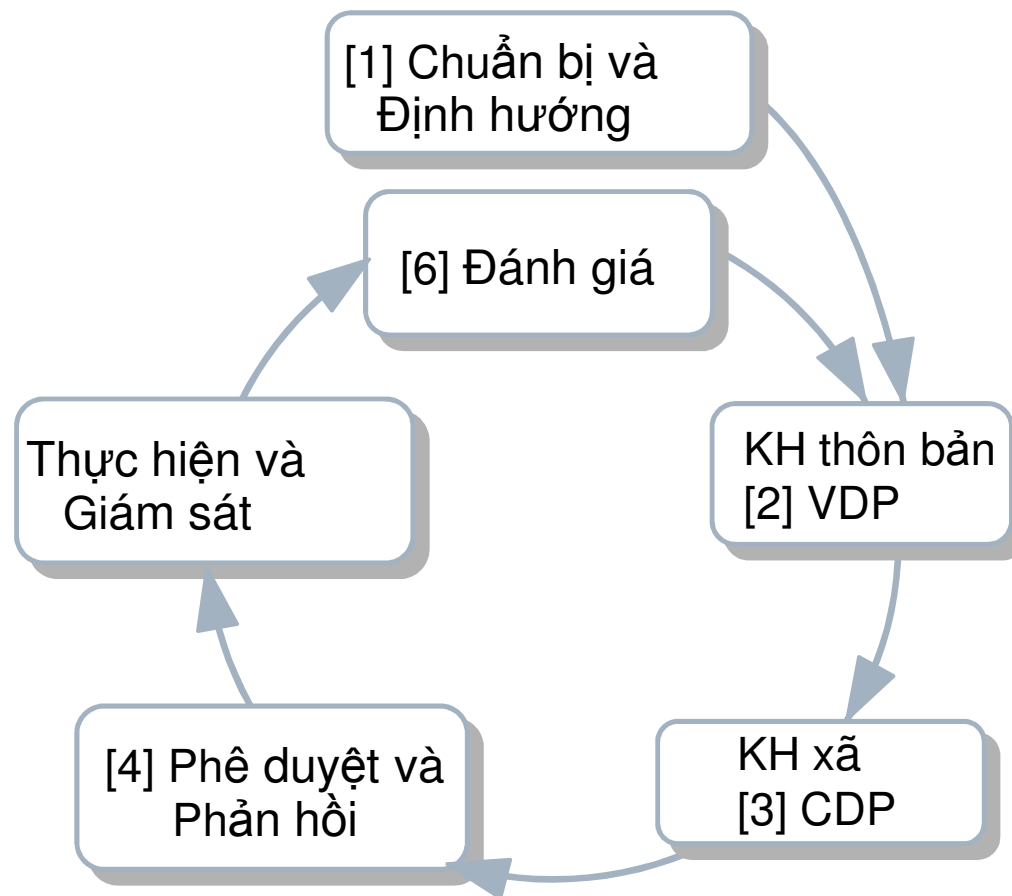 [1] Chuẩn bị và
Định hướng
[6] Đánh giá
Thực hiện và
Giám sát
KH thôn bản
[2] VDP
[4] Phê duyệt và
Phản hồi
KH xã
[3] CDP